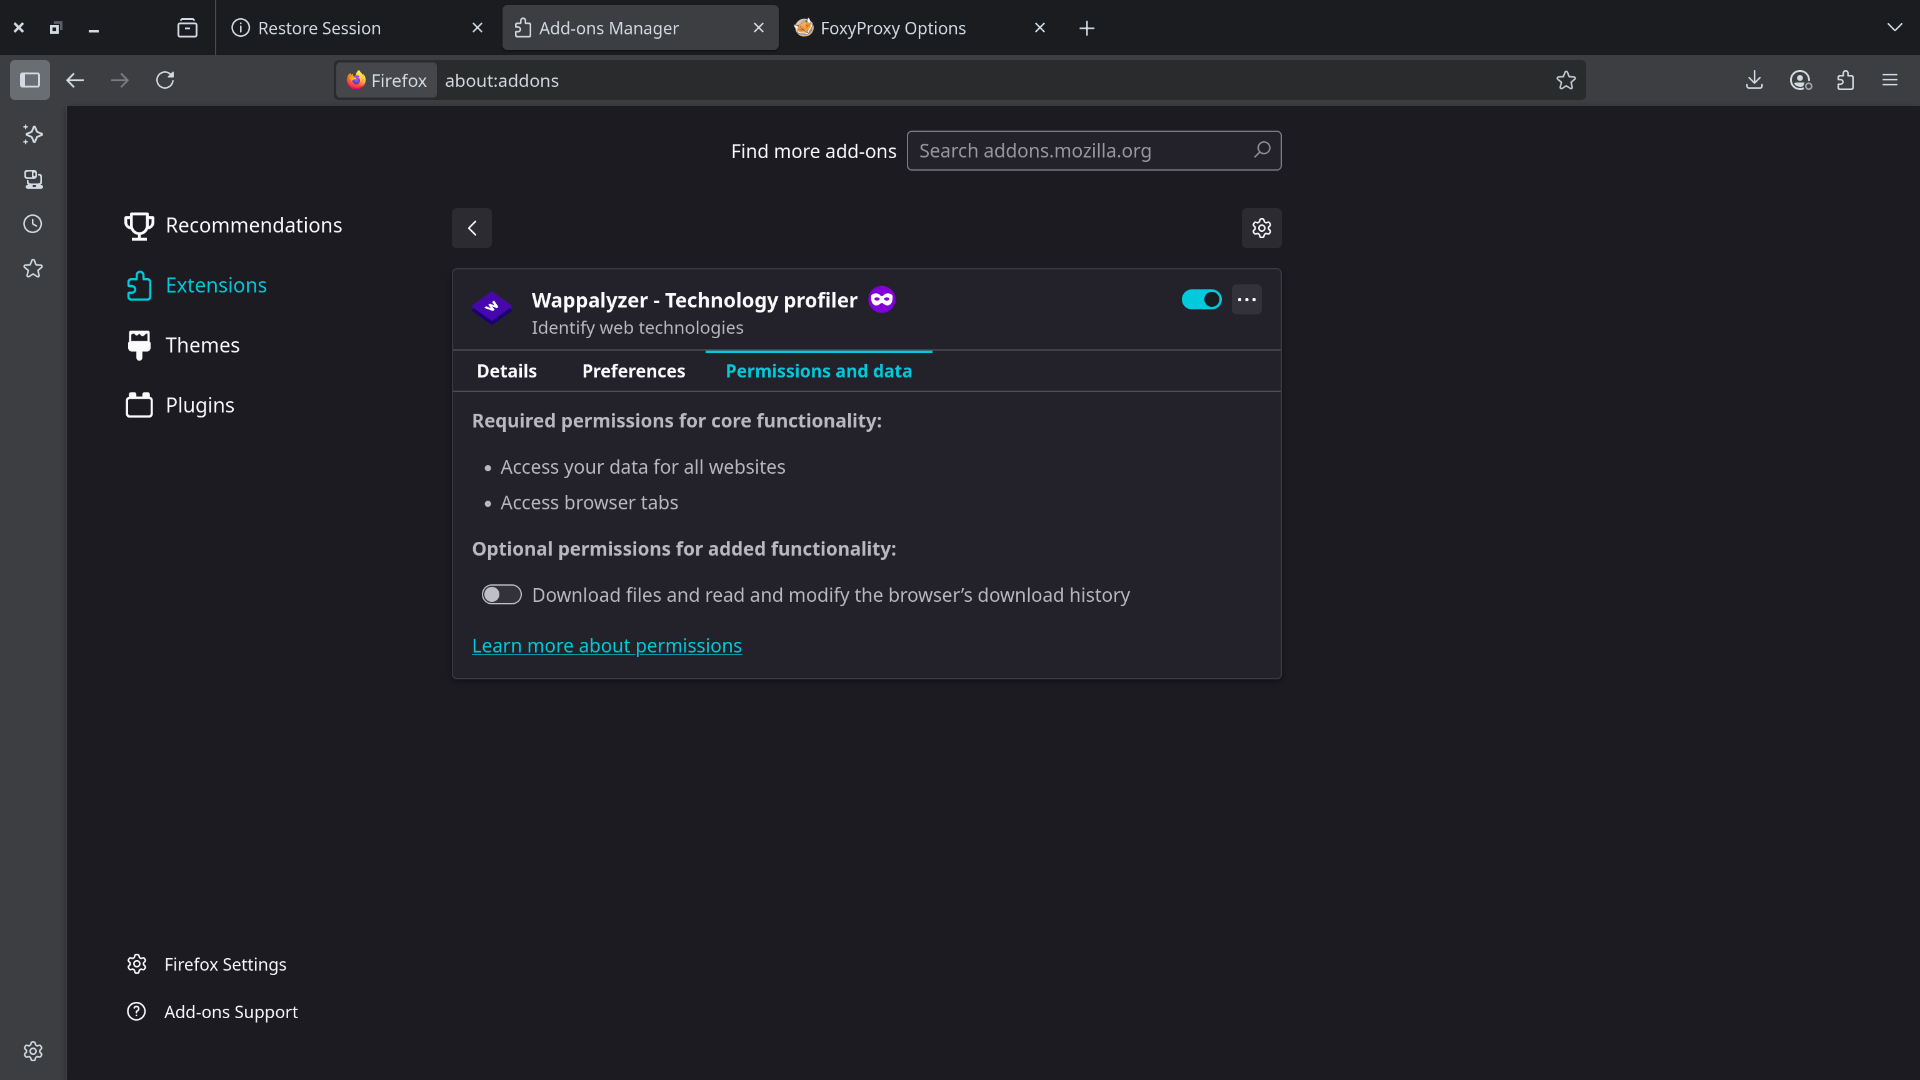 Restore Session
Add-ons Manager
FoxyProxy Options
Firefox
about:addons
Find more add-ons
Search addons.mozilla.org
Recommendations
Extensions
Themes
Plugins
Wappalyzer - Technology profiler
Identify web technologies
Details
Preferences
Permissions and data
Required permissions for core functionality:
• Access your data for all websites
• Access browser tabs
Optional permissions for added functionality:
Download files and read and modify the browser’s download history
Learn more about permissions
Firefox Settings
Add-ons Support